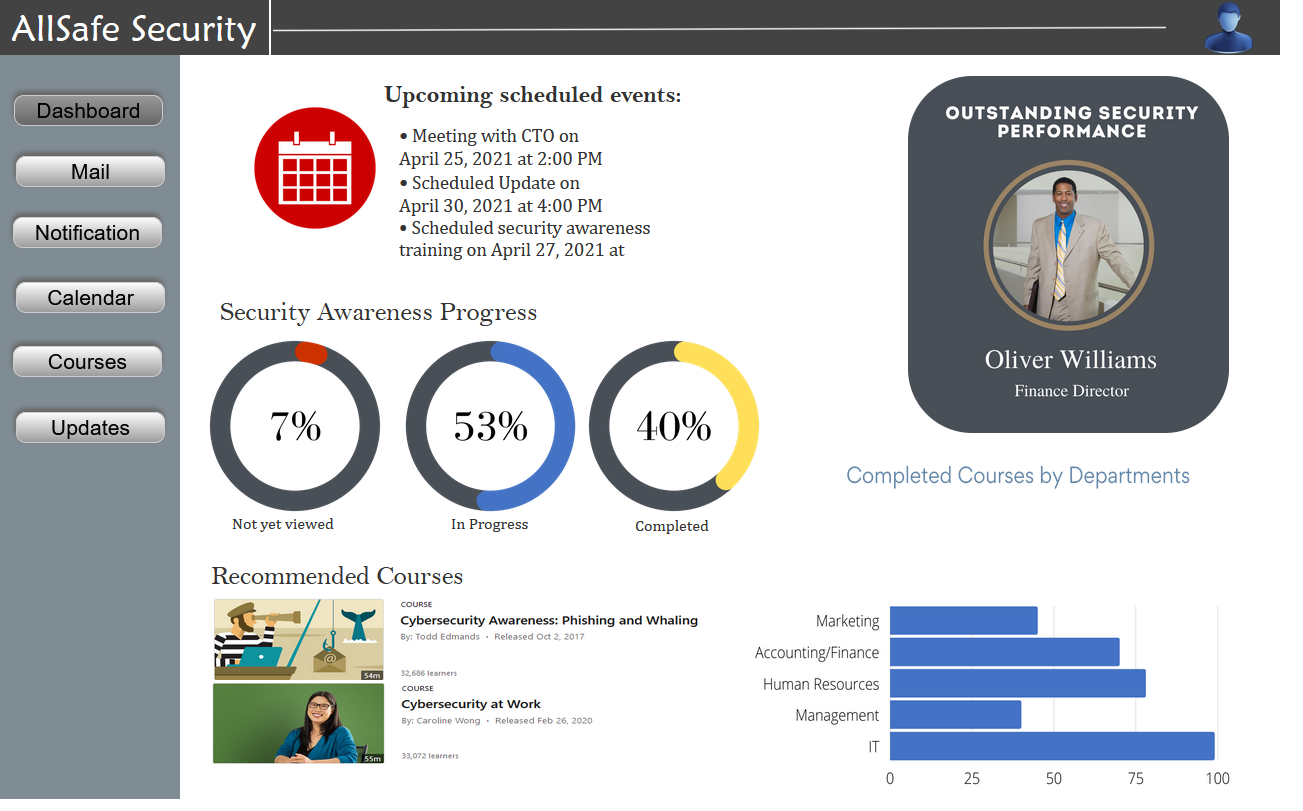 AllSafe Security
Dashboard
Mail
Notification
Calendar
Courses
Updates
Upcoming scheduled events:
• Meeting with CTO on
April 25, 2021 at 2:00 PM
• Scheduled Update on
April 30, 2021 at 4:00 PM
• Scheduled security awareness
training on April 27, 2021 at
OUTSTANDING SECURITY
PERFORMANCE
Oliver Williams
Finance Director
Security Awareness Progress
7%
53%
40%
Not yet viewed
In Progress
Completed
Recommended Courses
COURSE
Cybersecurity Awareness: Phishing and Whaling
By: Todd Edmands • Released Oct 2, 2017
32,686 learners
@
54m
COURSE
Cybersecurity at Work
By: Caroline Wong • Released Feb 26, 2020
33,072 learners
55m
Completed Courses by Departments
Marketing
Accounting/Finance
Human Resources
Management
IT
0 25 50 75 100